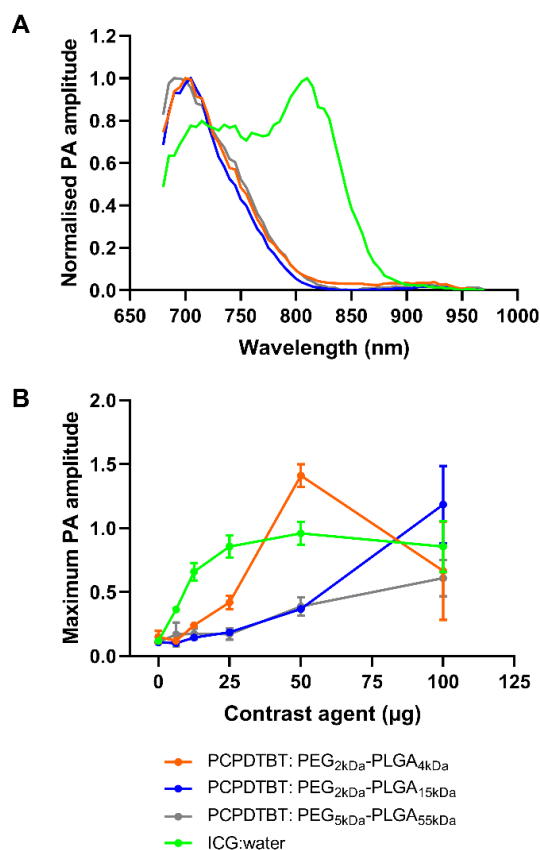 A
Normalised PA amplitude
1.2
1.0
0.8
0.6
0.4
0.2
0.0
650 700 750 800 850 900 950 1000
Wavelength (nm)
B
Maximum PA amplitude
2.0
1.5
1.0
0.5
0.0
0 25 50 75 100 125
Contrast agent (µg)
PCPDTBT: PEG2kDa-PLGA4kDa
PCPDTBT: PEG2kDa-PLGA15kDa
PCPDTBT: PEG5kDa-PLGA55kDa
ICG:water